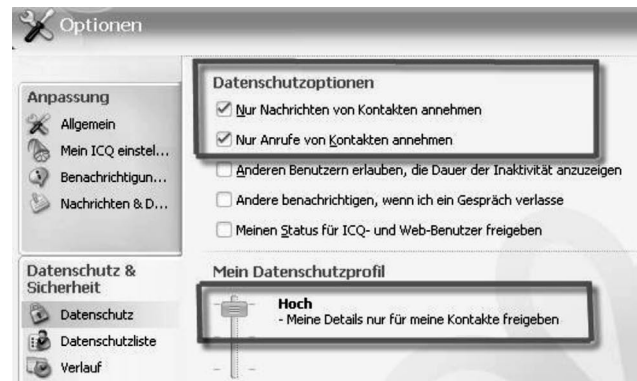 Optionen
Anpassung
Allgemein
Mein ICQ einstel...
Benachrichtigun...
Nachrichten & D...
Datenschutz &
Sicherheit
Datenschutz
Datenschutzliste
Verlauf
Datenschutzoptionen
Nur Nachrichten von Kontakten annehmen
Nur Anrufe von Kontakten annehmen
Anderen Benutzern erlauben, die Dauer der Inaktivität anzuzeigen
Andere benachrichtigen, wenn ich ein Gespräch verlasse
Meinen Status für ICQ- und Web-Benutzer freigeben
Mein Datenschutzprofil
Hoch
- Meine Details nur für meine Kontakte freigeben